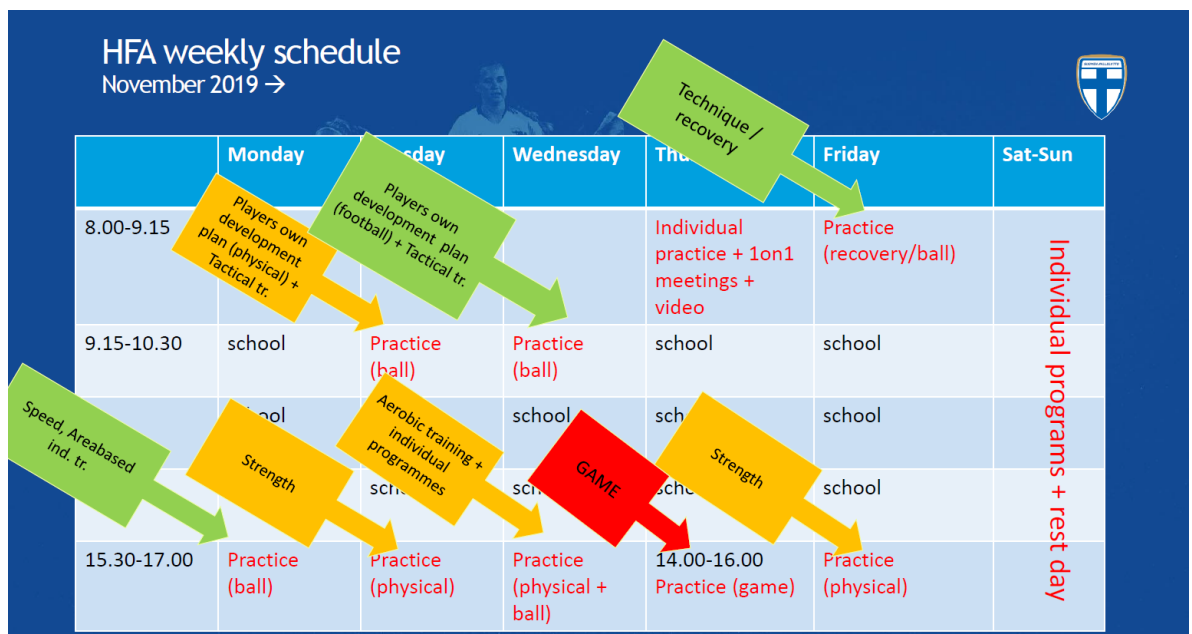 HFA weekly schedule
November 2019 →
Technique /
recovery
Monday
Wednesday
Friday
Sat-Sun
Players own
development
plan (physical) +
Tactical tr.
Players own
development plan
(football) + Tactical tr.
8.00-9.15
Individual
practice + 1on1
meetings +
video
Practice
(recovery/ball)
Individual programs + rest day
9.15-10.30
school
Practice
(ball)
Practice
(ball)
school
school
Speed, Areabased
ind. tr.
Strength
Aerobic training +
individual
programmes
school
GAME
Strength
school
school
15.30-17.00
Practice
(ball)
Practice
(physical)
Practice
(physical +
ball)
14.00-16.00
Practice (game)
Practice
(physical)